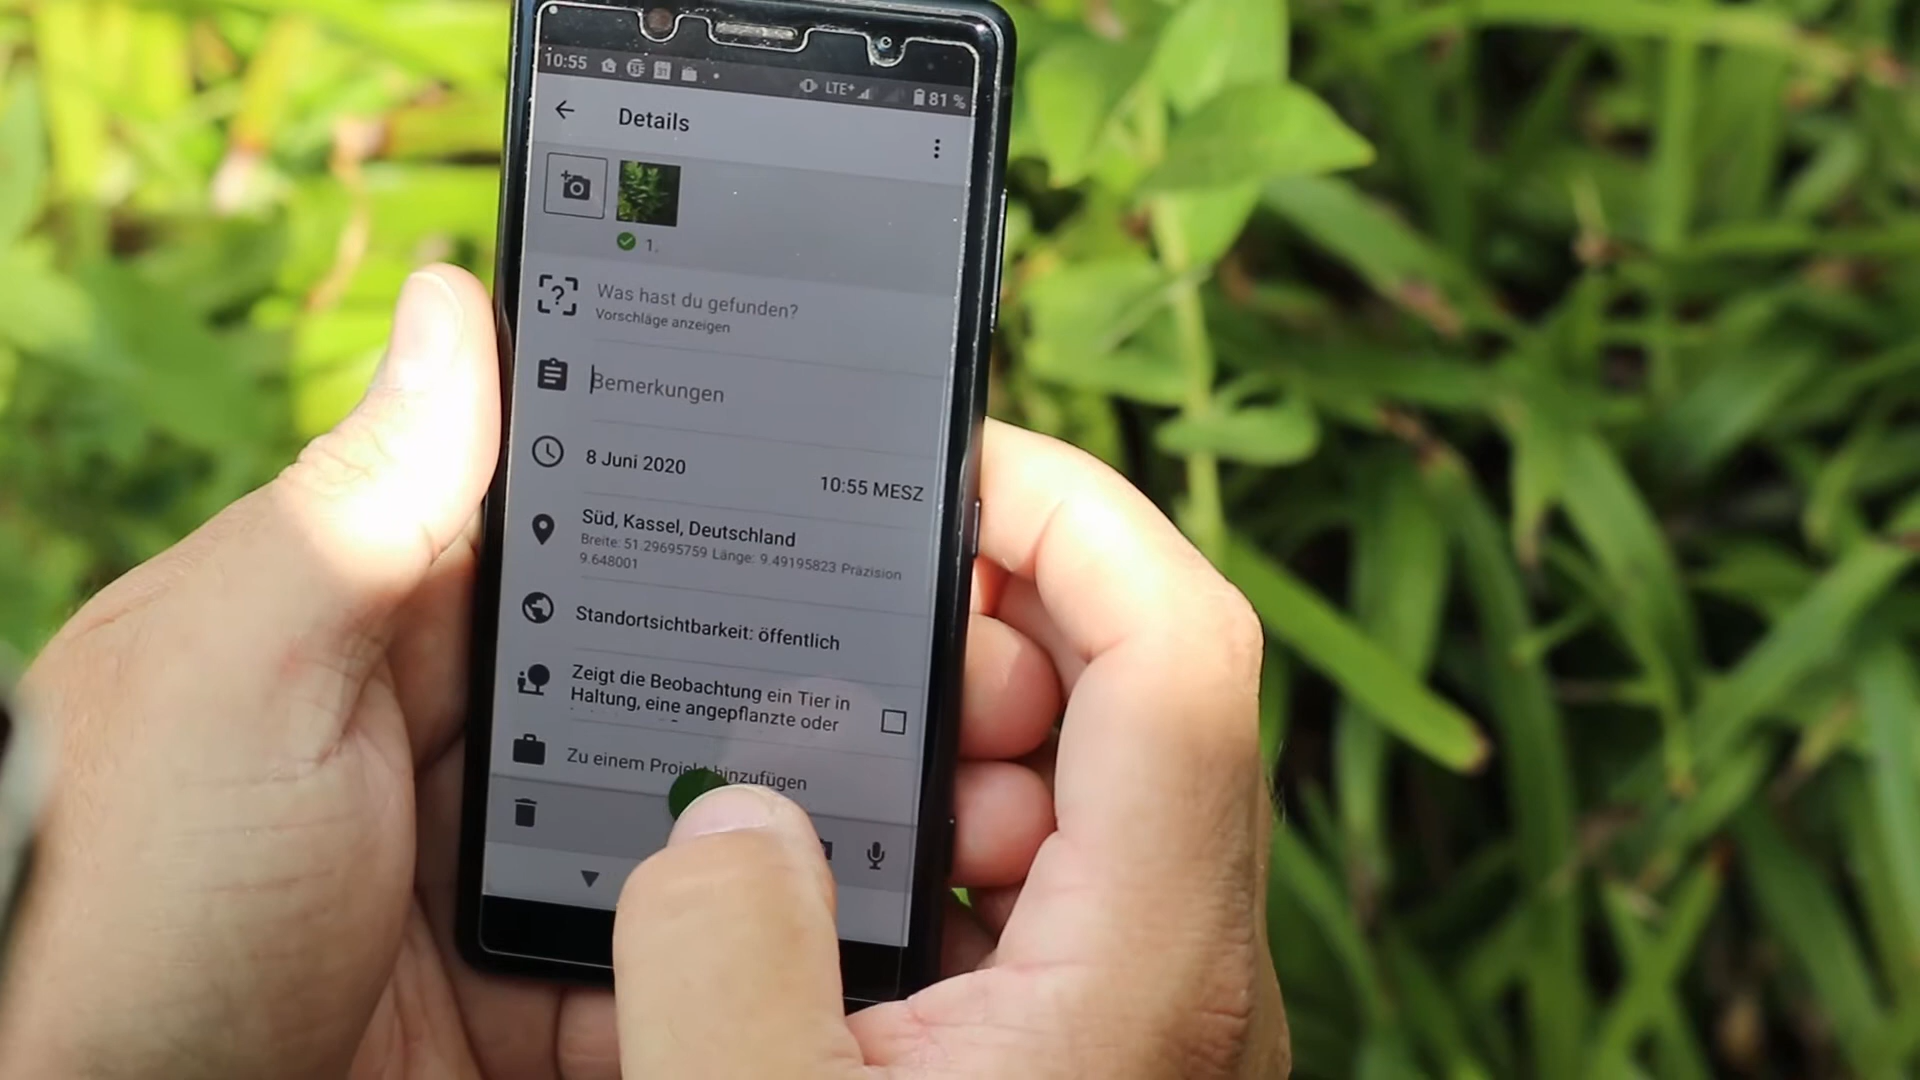 10:55
LTE+
81 %
Details
1
Was hast du gefunden?
Vorschläge anzeigen
Bemerkungen
8 Juni 2020
10:55 MESZ
Süd, Kassel, Deutschland
Breite: 51.29695759 Länge: 9.49195823 Präzision
9.648001
Standortsichtbarkeit: öffentlich
Zeigt die Beobachtung ein Tier in
Haltung, eine angepflanzte oder
Zu einem Projekt hinzufügen